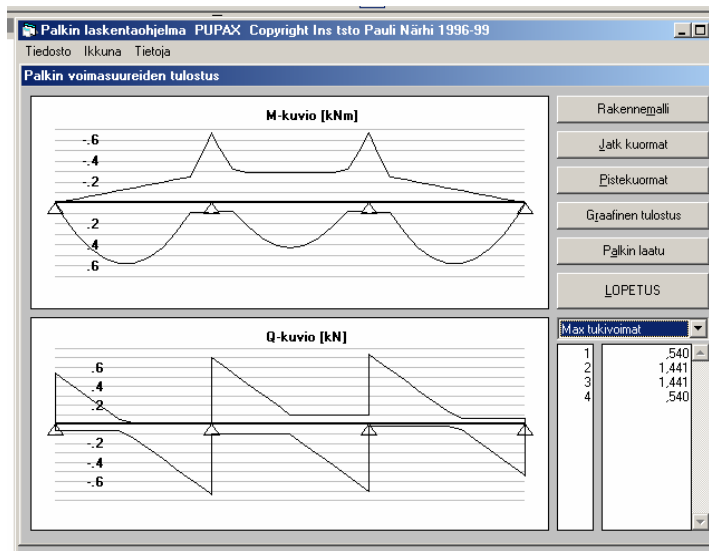 Palkin laskentaohjelma PUPAX Copyright Ins tsto Pauli Närhi 1996-99
Tiedosto Ikkuna Tietoja
Palkin voimasuureiden tulostus
M-kuvio [kNm]
-.6
-.4
-.2
.2
.4
.6
Q-kuvio [kN]
.6
.4
.2
-.2
-.4
-.6
Rakennemalli
Jatk kuormat
Pistekuormat
Graafinen tulostus
Palkin laatu
LOPETUS
Max tukivoimat
1 ,540
2 1,441
3 1,441
4 ,540